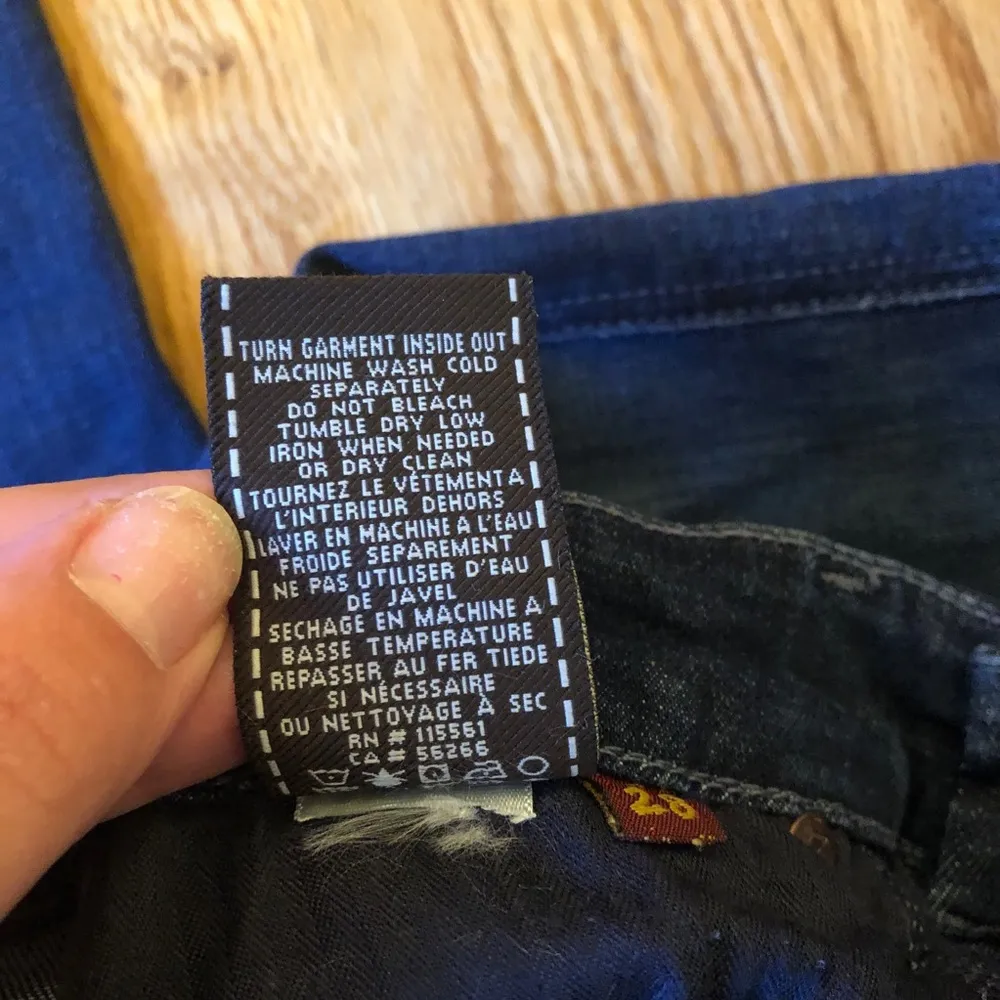 TURN GARMENT INSIDE OUT
MACHINE WASH COLD
SEPARATELY
DO NOT BLEACH
TUMBLE DRY LOW
IRON WHEN NEEDED
OR DRY CLEAN
TOURNEZ LE VÊTEMENT A
L'INTERIEUR DEHORS
LAVER EN MACHINE A L'EAU
FROIDE SEPAREMENT
NE PAS UTILISER D'EAU
DE JAVEL
SECHAGE EN MACHINE A
BASSE TEMPERATURE
REPASSER AU FER TIEDE
SI NÉCESSAIRE
OU NETTOYAGE À SEC
RN # 115561
CA # 56266
28